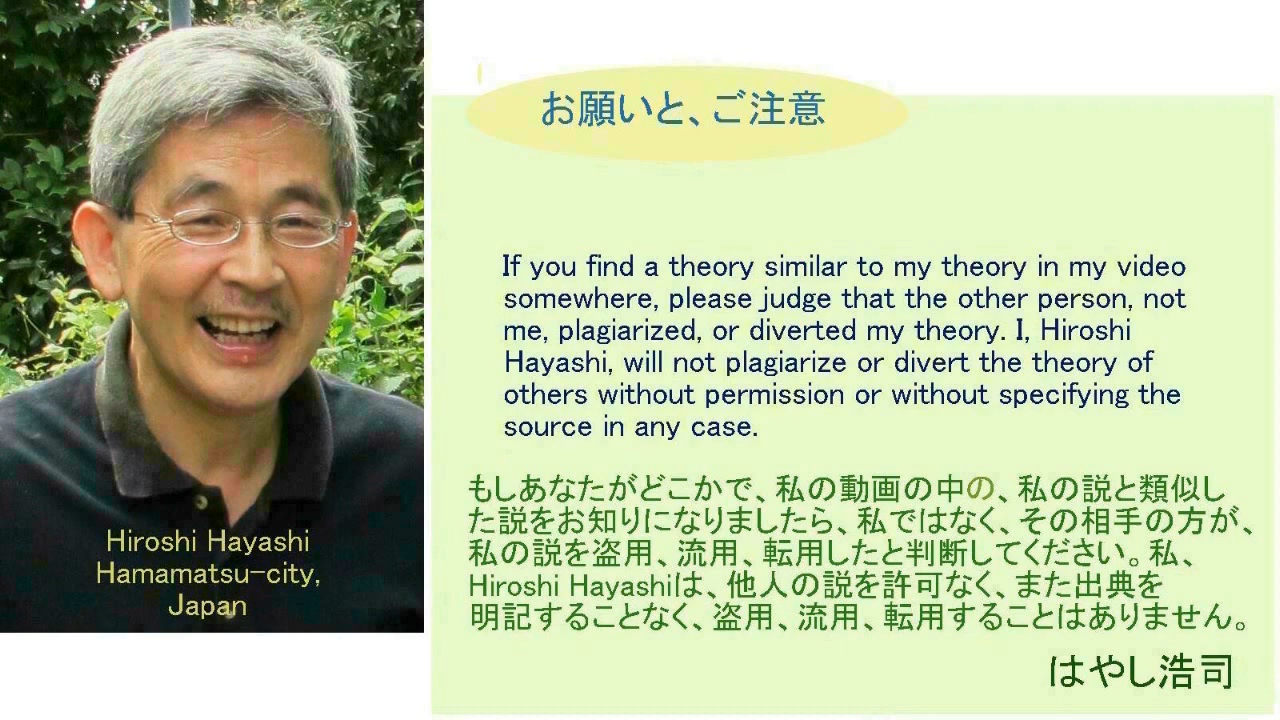 お願いと、ご注意
If you find a theory similar to my theory in my video
somewhere, please judge that the other person, not
me, plagiarized, or diverted my theory. I, Hiroshi
Hayashi, will not plagiarize or divert the theory of
others without permission or without specifying the
source in any case.
もしあなたがどこかで、私の動画の中の、私の説と類似し
た説をお知りになりましたら、私ではなく、その相手の方が、
私の説を盗用、流用、転用したと判断してください。私、
Hiroshi Hayashiは、他人の説を許可なく、また出典を
明記することなく、盗用、流用、転用することはありません。
はやし浩司
Hiroshi Hayashi
Hamamatsu-city,
Japan